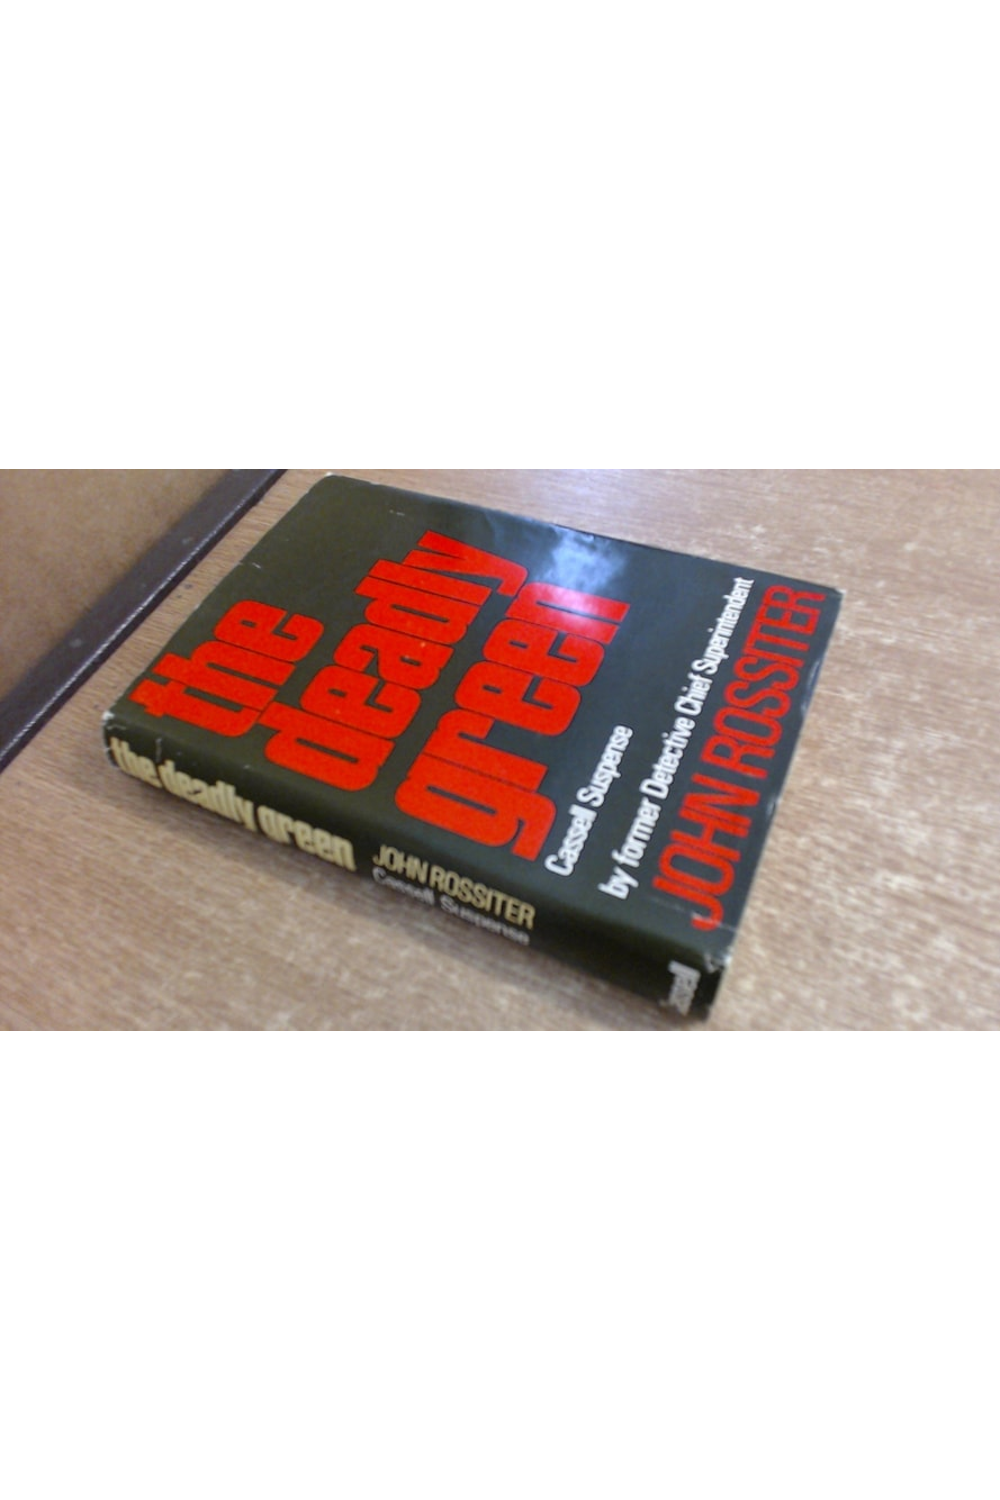 the
deadly
green
Cassell Suspense
by former Detective Chief Superintendent
JOHN ROSSITER
the deadly green
JOHN ROSSITER
Cassell Suspense
Cassell